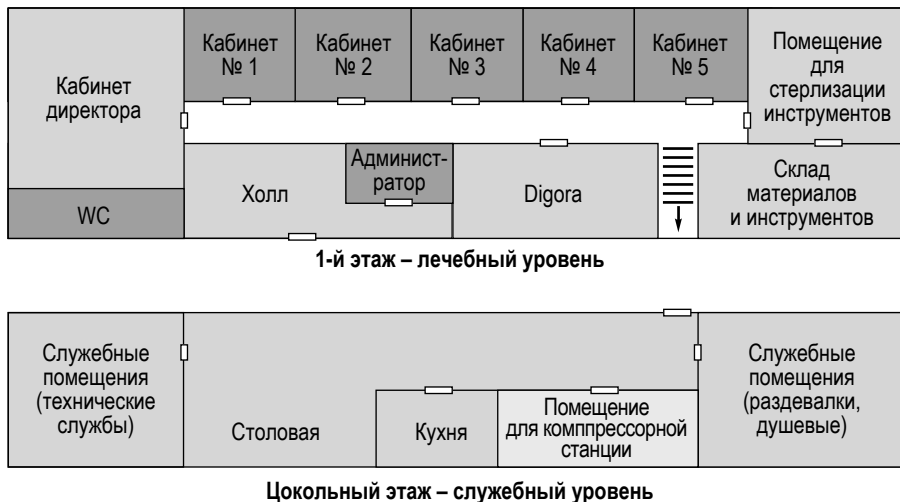 Кабинет
директора
WC
Кабинет
№ 1
Кабинет
№ 2
Кабинет
№ 3
Кабинет
№ 4
Кабинет
№ 5
Помещение
для
стерлизации
инструментов
Холл
Админист-
ратор
Digora
Склад
материалов
и инструментов
1-й этаж – лечебный уровень
Служебные
помещения
(технические
службы)
Столовая
Кухня
Помещение
для комппрессорной
станции
Служебные
помещения
(раздевалки,
душевые)
Цокольный этаж – служебный уровень